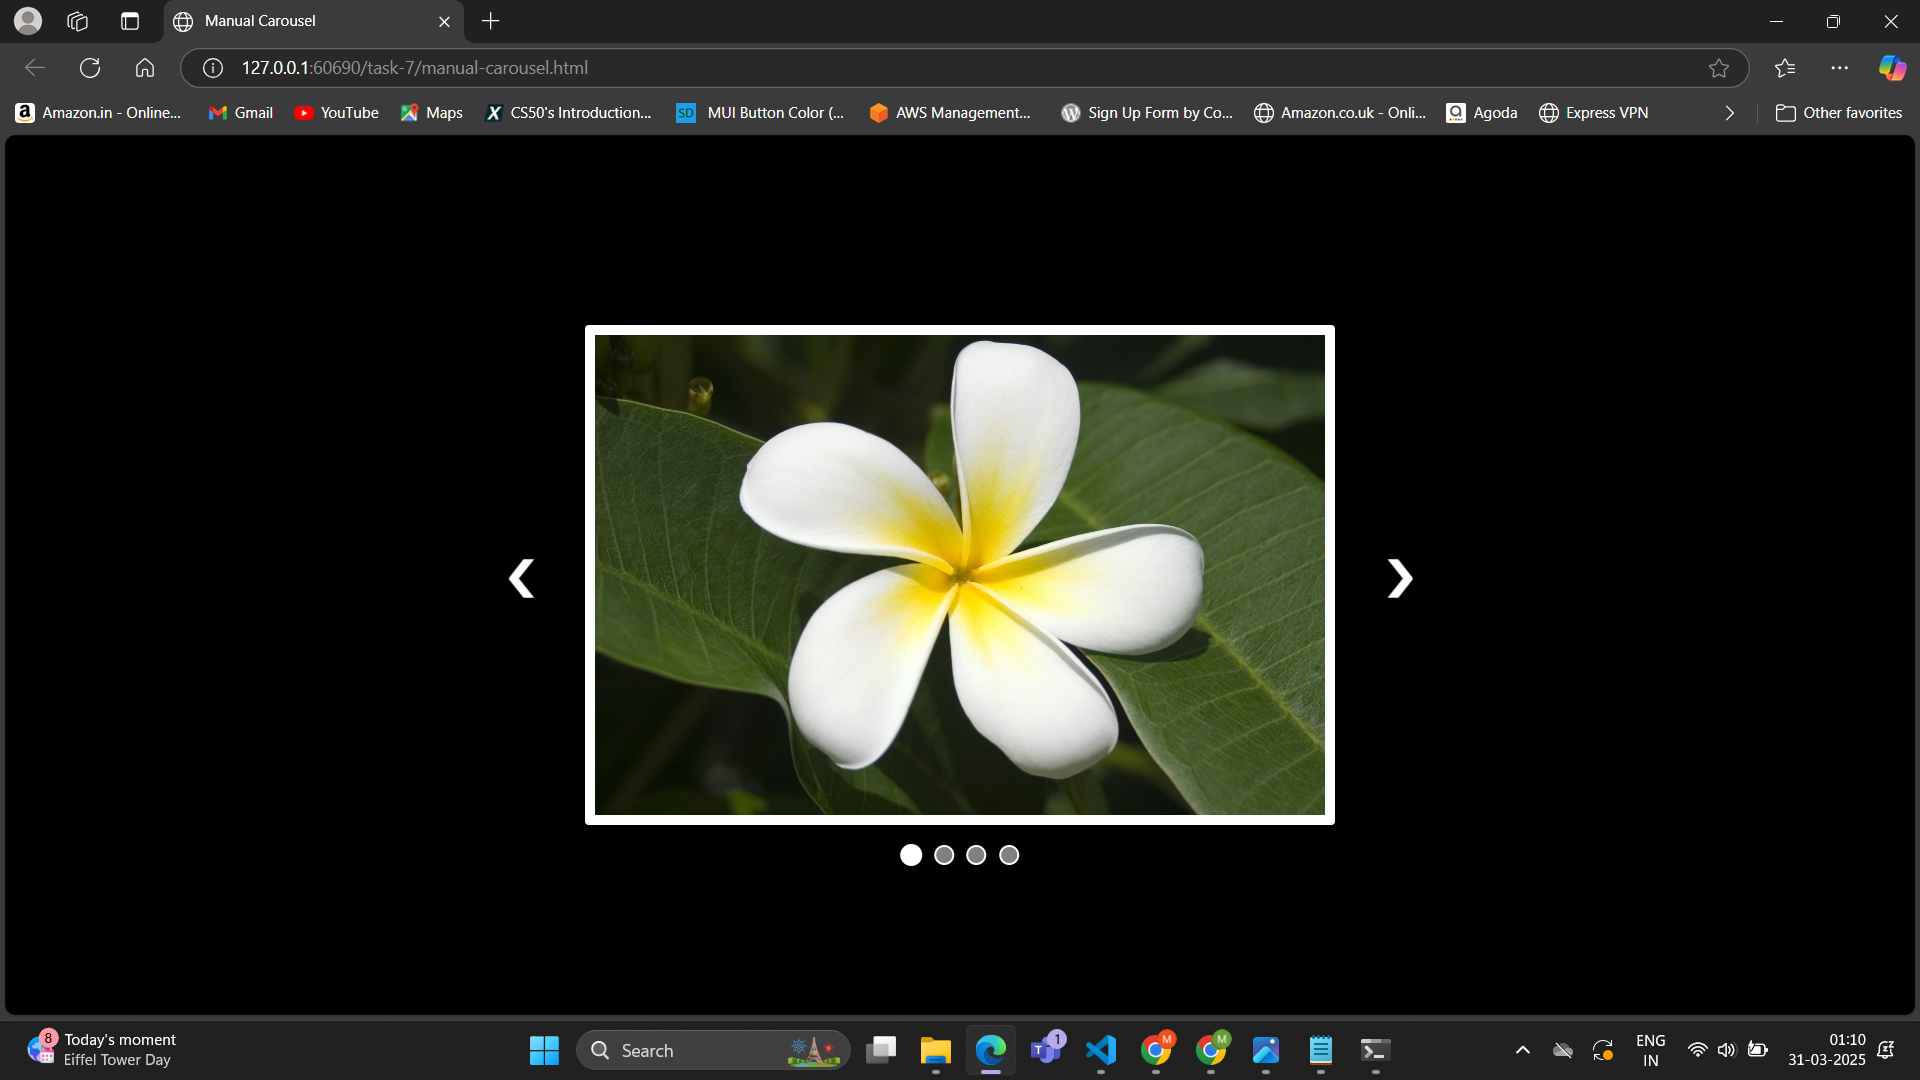 Manual Carousel
127.0.0.1:60690/task-7/manual-carousel.html
Amazon.in - Online... Gmail YouTube Maps CS50's Introduction... SD MUI Button Color (... AWS Management... Sign Up Form by Co... Amazon.co.uk - Onli... Agoda Express VPN Other favorites
8 Today's moment
Eiffel Tower Day
Search
1
M
M
ENG
IN
01:10
31-03-2025